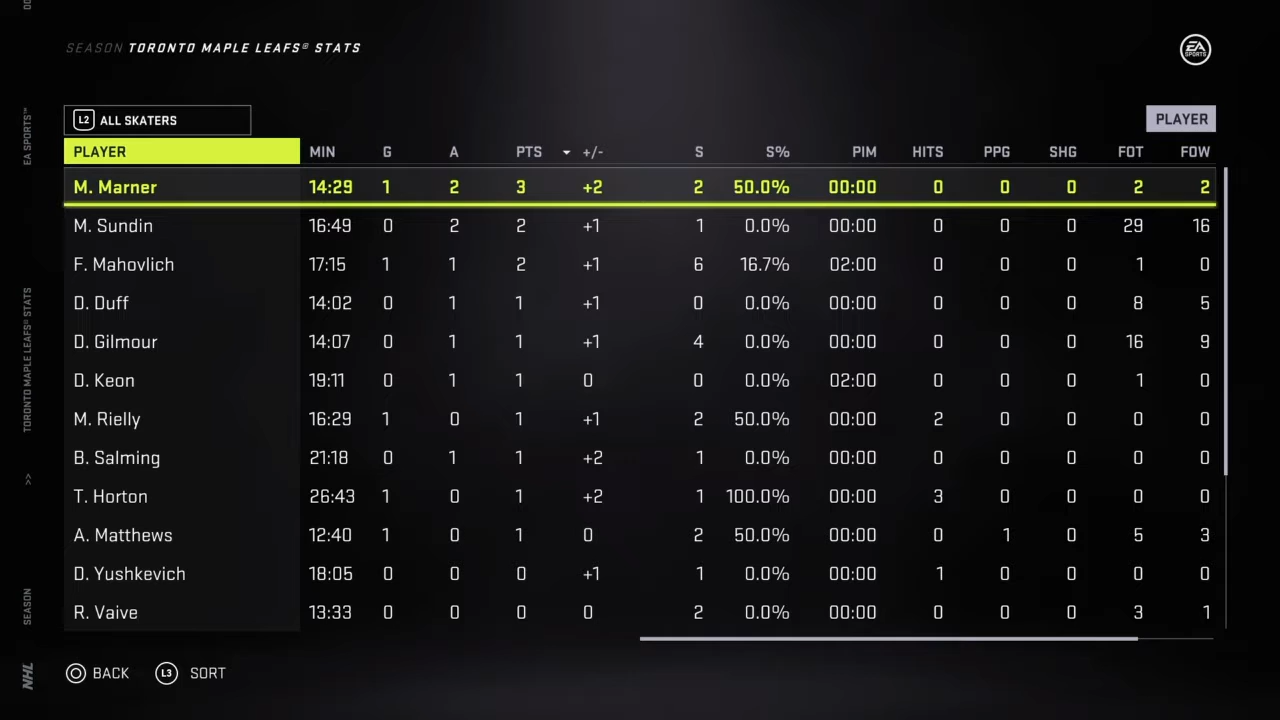 SEASON TORONTO MAPLE LEAFS® STATS
EA SPORTS
L2 ALL SKATERS
PLAYER
PLAYER MIN G A PTS +/- S S% PIM HITS PPG SHG FOT FOW
M. Marner 14:29 1 2 3 +2 2 50.0% 00:00 0 0 0 2 2
M. Sundin 16:49 0 2 2 +1 1 0.0% 00:00 0 0 0 29 16
F. Mahovlich 17:15 1 1 2 +1 6 16.7% 02:00 0 0 0 1 0
D. Duff 14:02 0 1 1 +1 0 0.0% 00:00 0 0 0 8 5
D. Gilmour 14:07 0 1 1 +1 4 0.0% 00:00 0 0 0 16 9
D. Keon 19:11 0 1 1 0 0 0.0% 02:00 0 0 0 1 0
M. Rielly 16:29 1 0 1 +1 2 50.0% 00:00 2 0 0 0 0
B. Salming 21:18 0 1 1 +2 1 0.0% 00:00 0 0 0 0 0
T. Horton 26:43 1 0 1 +2 1 100.0% 00:00 3 0 0 0 0
A. Matthews 12:40 1 0 1 0 2 50.0% 00:00 0 1 0 5 3
D. Yushkevich 18:05 0 0 0 +1 1 0.0% 00:00 1 0 0 0 0
R. Vaive 13:33 0 0 0 0 2 0.0% 00:00 0 0 0 3 1
BACK L3 SORT
NHL SEASON >> TORONTO MAPLE LEAFS® STATS EA SPORTS™